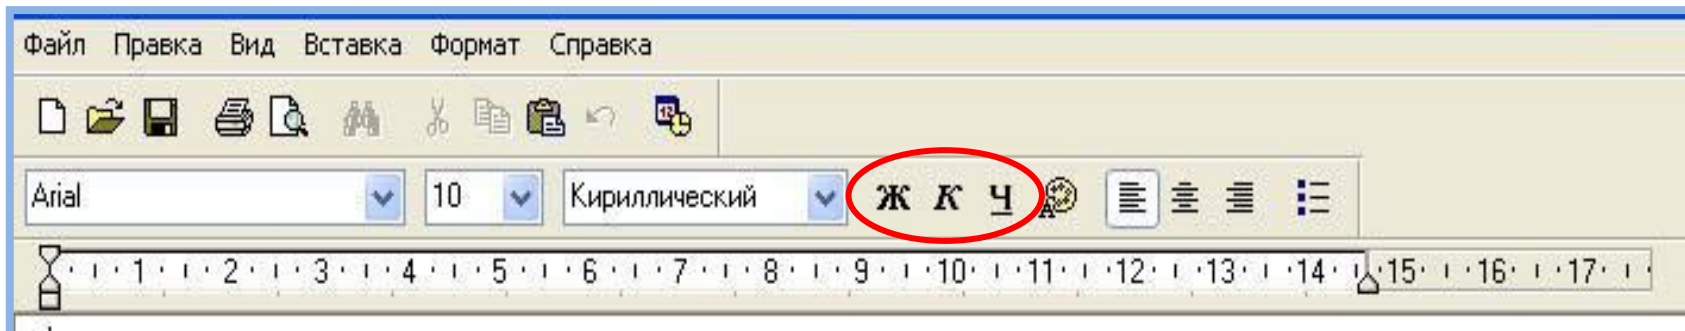 Файл Правка Вид Вставка Формат Справка
12
Arial 10 Кириллический Ж К Ч A
1 2 3 4 5 6 7 8 9 10 11 12 13 14 15 16 17